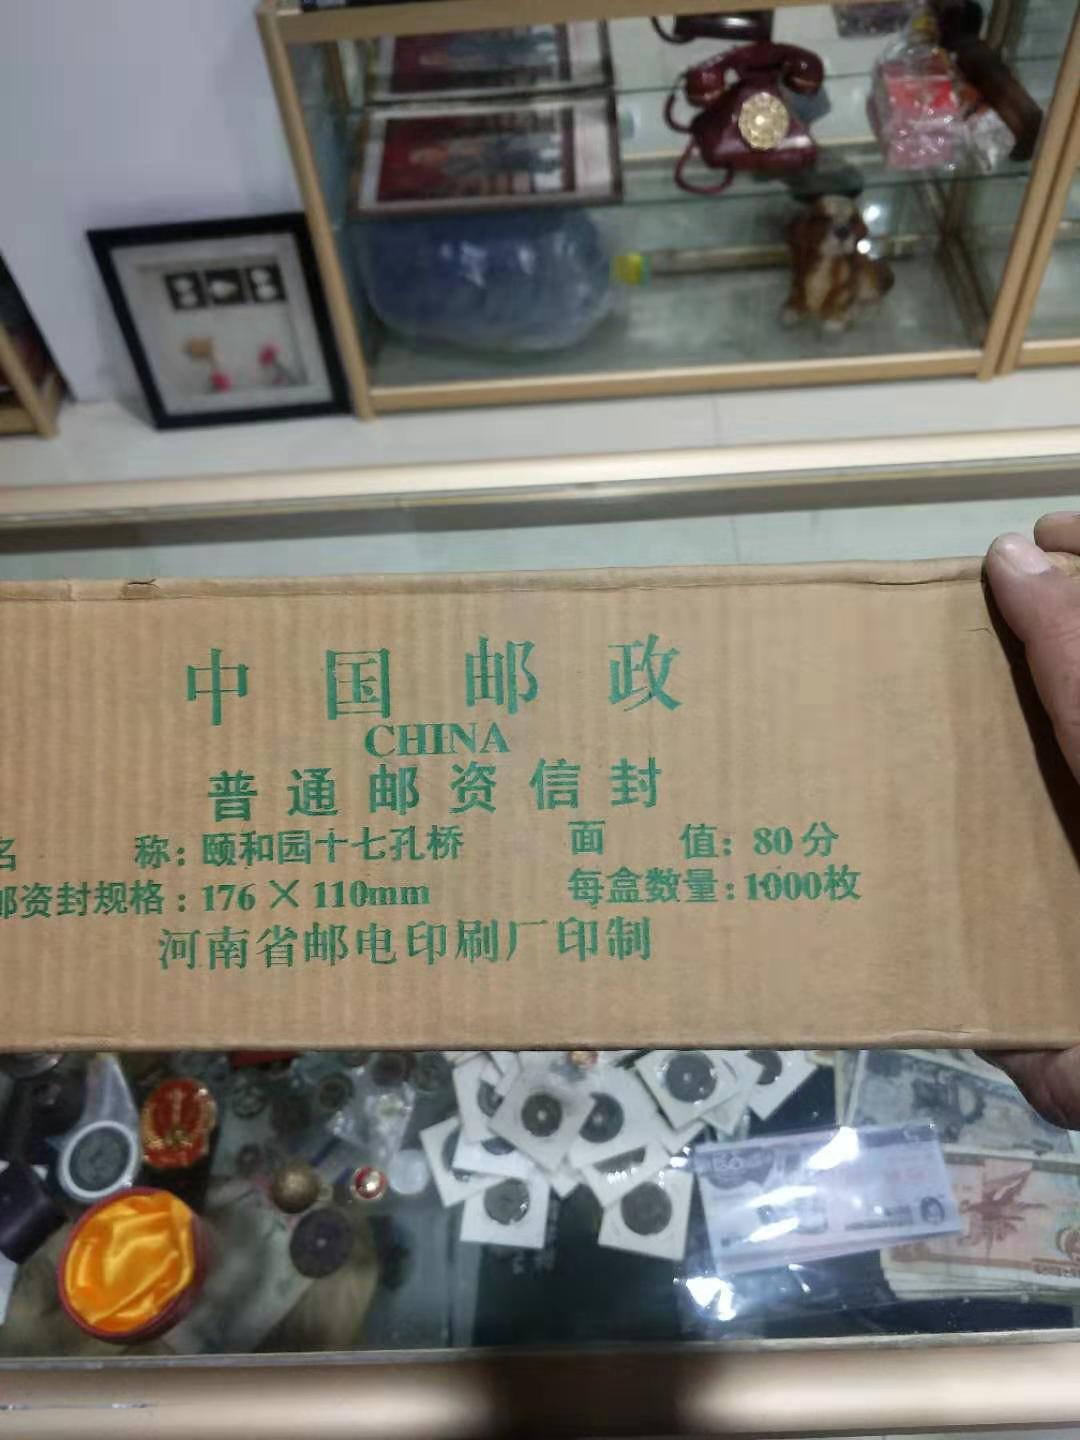 中国邮政
CHINA
普通邮资信封
名 称：颐和园十七孔桥 面 值：80分
邮资封规格：176×110mm 每盒数量：1000枚
河南省邮电印刷厂印制